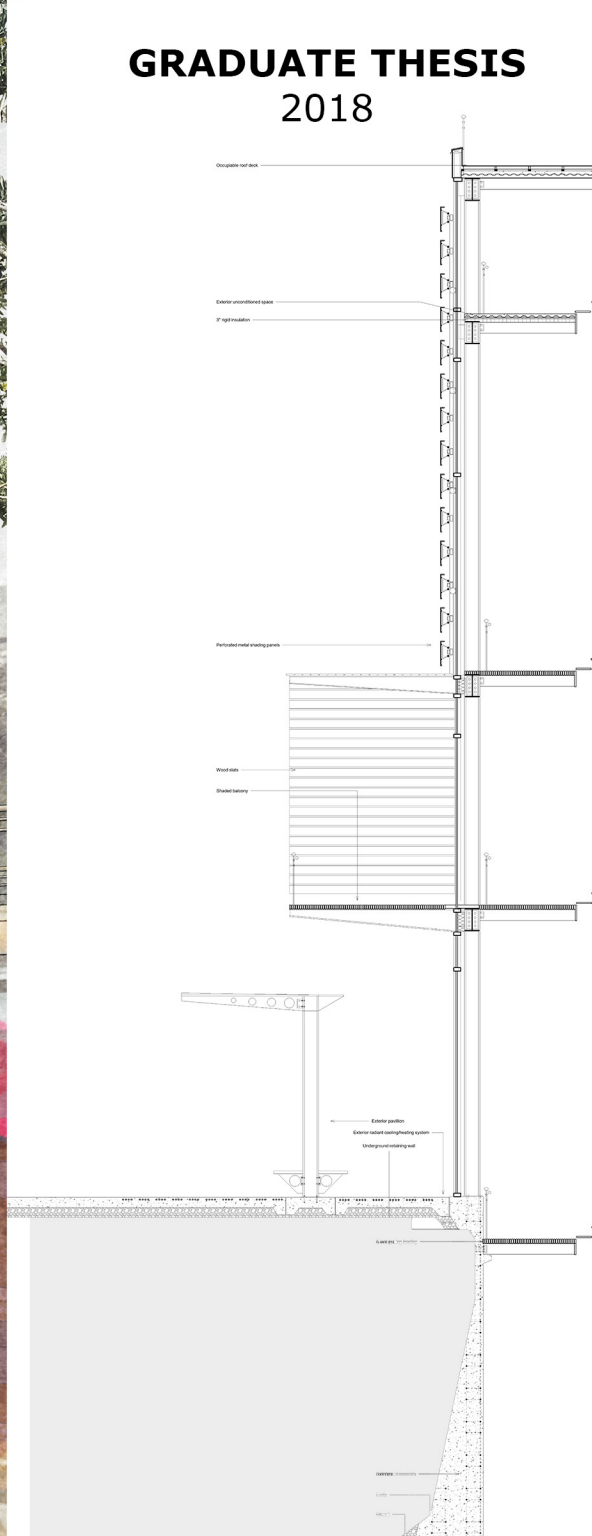 GRADUATE THESIS
2018
Occupiable roof deck
Exterior unconditioned space
3" rigid insulation
Perforated metal shading panels
Wood slats
Shaded balcony
Exterior pavilion
Exterior radiant cooling/heating system
Underground retaining wall